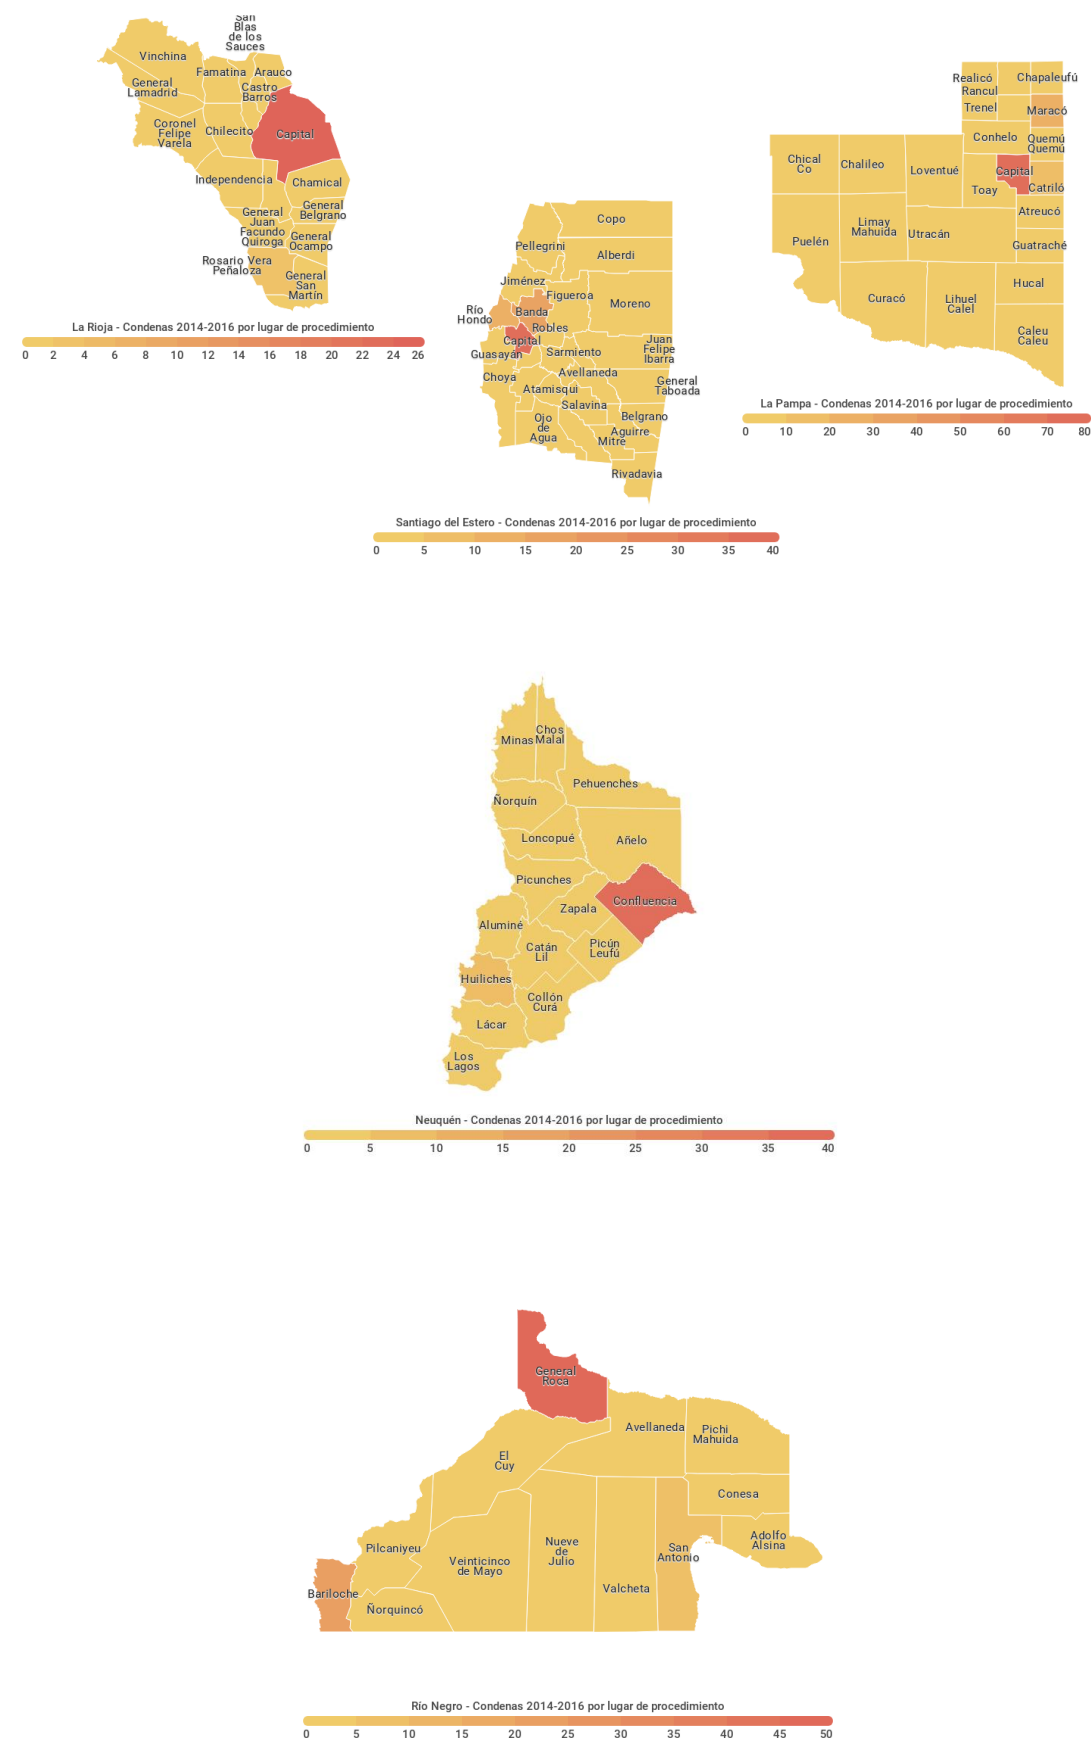 San
Blas
de los
Sauces
Vinchina
Famatina
Arauco
General
Lamadrid
Castro
Barros
Coronel
Felipe
Varela
Chilecito
Capital
Independencia
Chamical
General
Juan
Facundo
Quiroga
General
Belgrano
General
Ocampo
Rosario Vera
Peñaloza
General
San
Martín
La Rioja - Condenas 2014-2016 por lugar de procedimiento
0 2 4 6 8 10 12 14 16 18 20 22 24 26
Realicó
Chapaleufú
Rancul
Trenel
Maracó
Conhelo
Quemú
Quemú
Chical
Co
Chalileo
Loventué
Capital
Toay
Catriló
Atreucó
Limay
Mahuida
Utracán
Puelén
Guatraché
Hucal
Curacó
Lihuel
Calel
Caleu
Caleu
La Pampa - Condenas 2014-2016 por lugar de procedimiento
0 10 20 30 40 50 60 70 80
Copo
Pellegrini
Alberdi
Jiménez
Figueroa
Moreno
Río
Hondo
Banda
Robles
Capital
Guasayán
Sarmiento
Juan
Felipe
Ibarra
Choya
Avellaneda
General
Taboada
Atamisqui
Salavina
Belgrano
Ojo
de
Agua
Aguirre
Mitre
Rivadavia
Santiago del Estero - Condenas 2014-2016 por lugar de procedimiento
0 5 10 15 20 25 30 35 40
Minas
Chos
Malal
Pehuenches
Ñorquín
Loncopué
Añelo
Picunches
Zapala
Confluencia
Aluminé
Catán
Lil
Picún
Leufú
Huiliches
Collón
Curá
Lácar
Los
Lagos
Neuquén - Condenas 2014-2016 por lugar de procedimiento
0 5 10 15 20 25 30 35 40
General
Roca
Avellaneda
Pichi
Mahuida
El
Cuy
Conesa
Pilcaniyeu
Veinticinco
de Mayo
Nueve
de
Julio
San
Antonio
Adolfo
Alsina
Valcheta
Bariloche
Ñorquincó
Río Negro - Condenas 2014-2016 por lugar de procedimiento
0 5 10 15 20 25 30 35 40 45 50